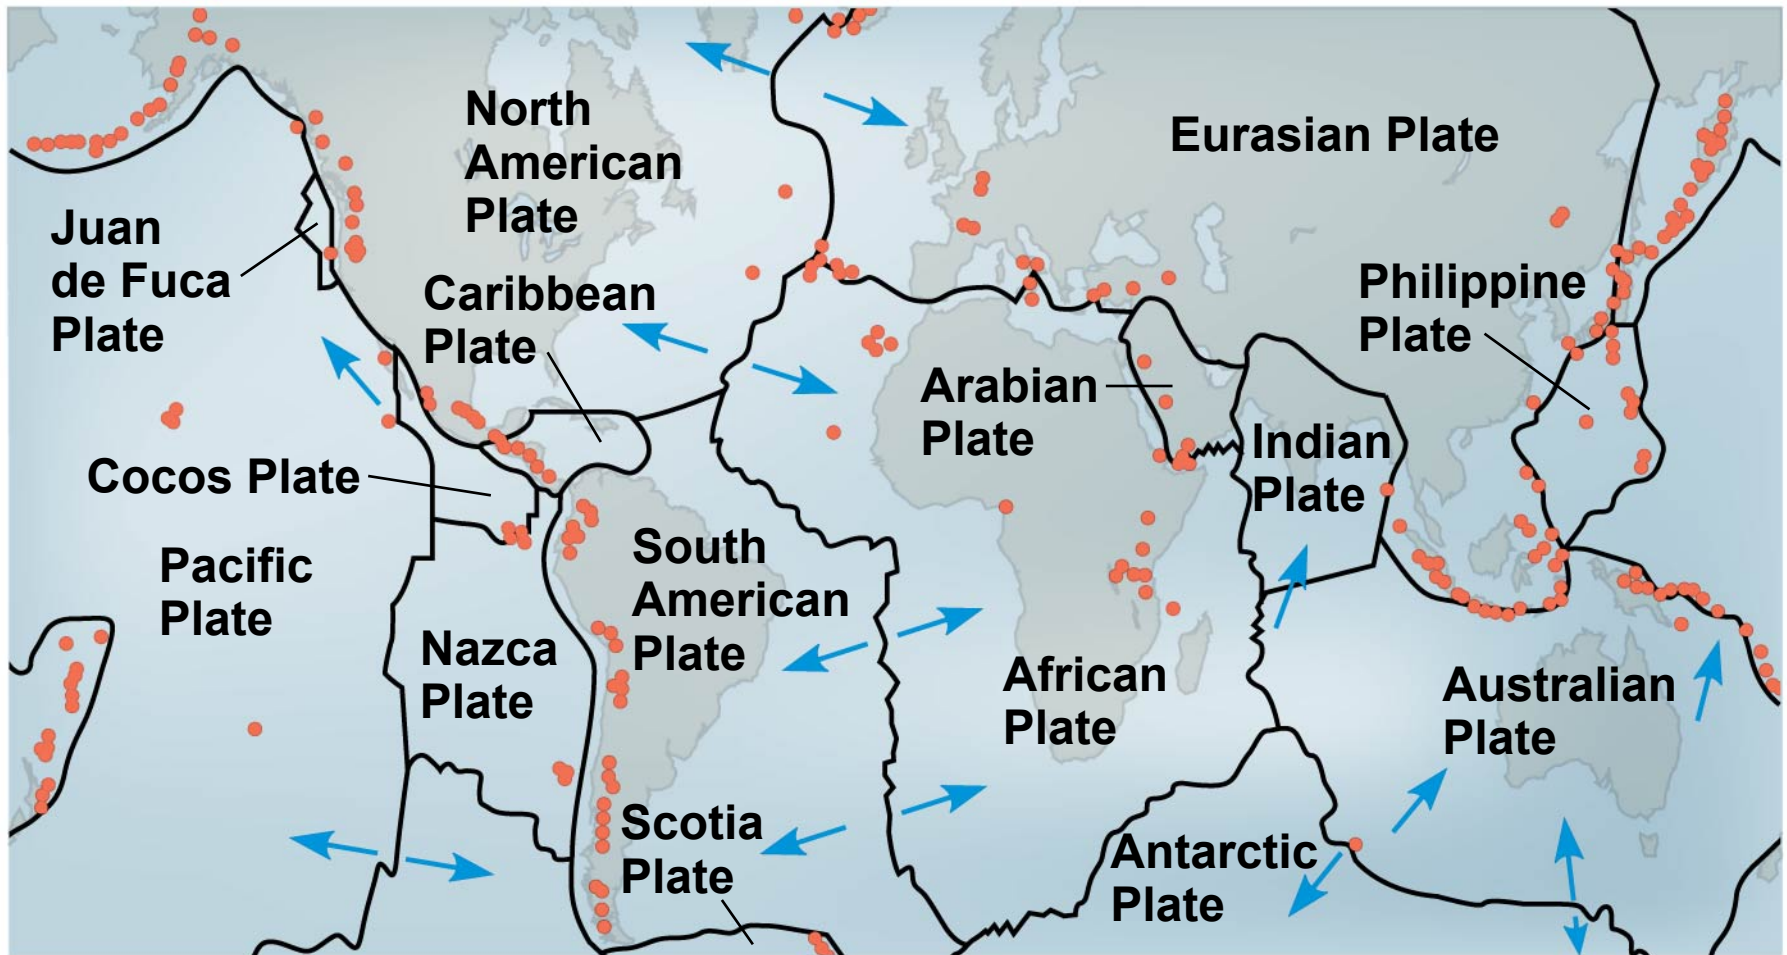 North
American
Plate
Eurasian Plate
Juan
de Fuca
Plate
Caribbean
Plate
Philippine
Plate
Arabian
Plate
Indian
Plate
Cocos Plate
Pacific
Plate
South
American
Plate
Nazca
Plate
African
Plate
Australian
Plate
Scotia
Plate
Antarctic
Plate